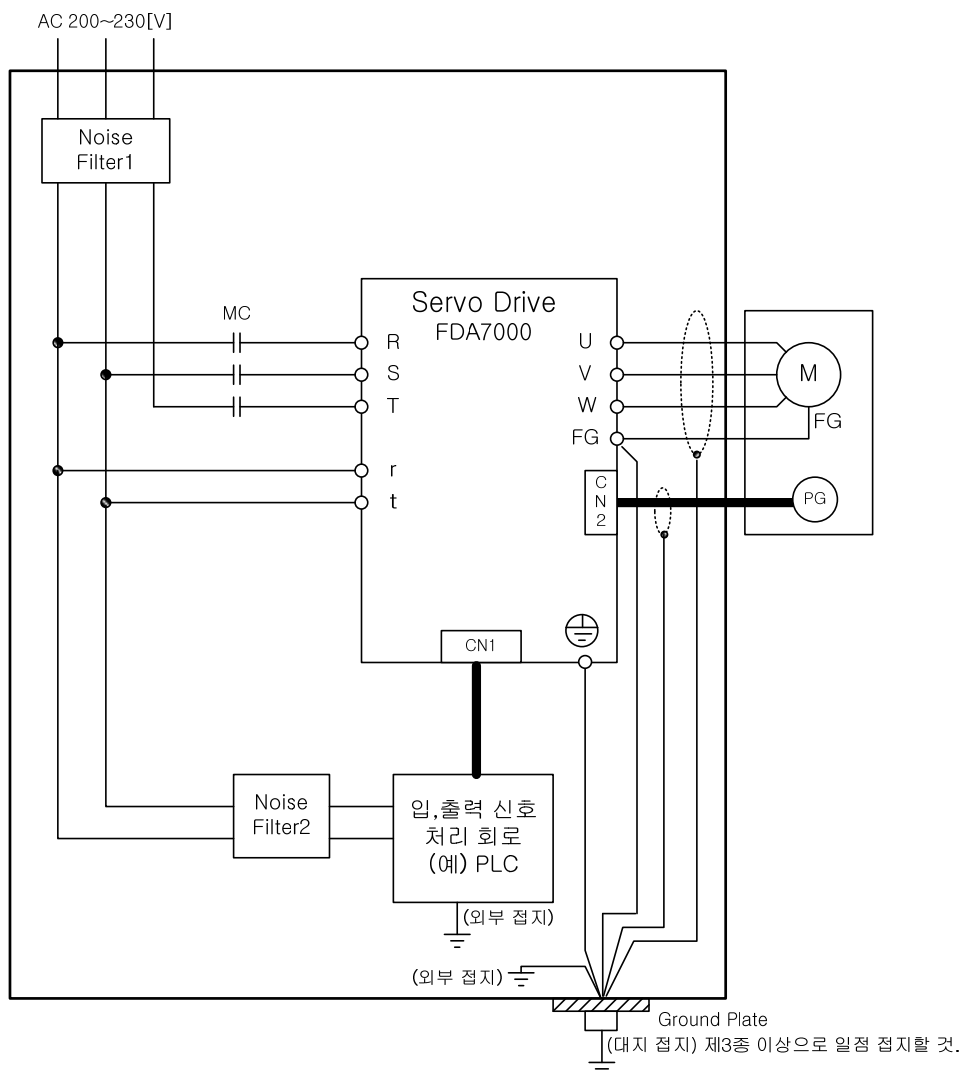 AC 200~230[V]
Noise
Filter1
MC
Servo Drive
FDA7000
R
S
T
r
t
U
V
W
FG
C
N
2
M
FG
PG
CN1
Noise
Filter2
입,출력 신호
처리 회로
(예) PLC
(외부 접지)
(외부 접지)
Ground Plate
(대지 접지) 제3종 이상으로 일점 접지할 것.